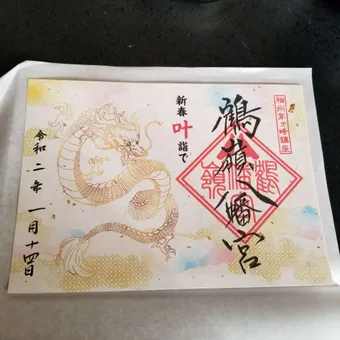 相州茅ヶ崎鎮座
鶴嶺八幡宮
新春叶詣で
令和二年一月十四日